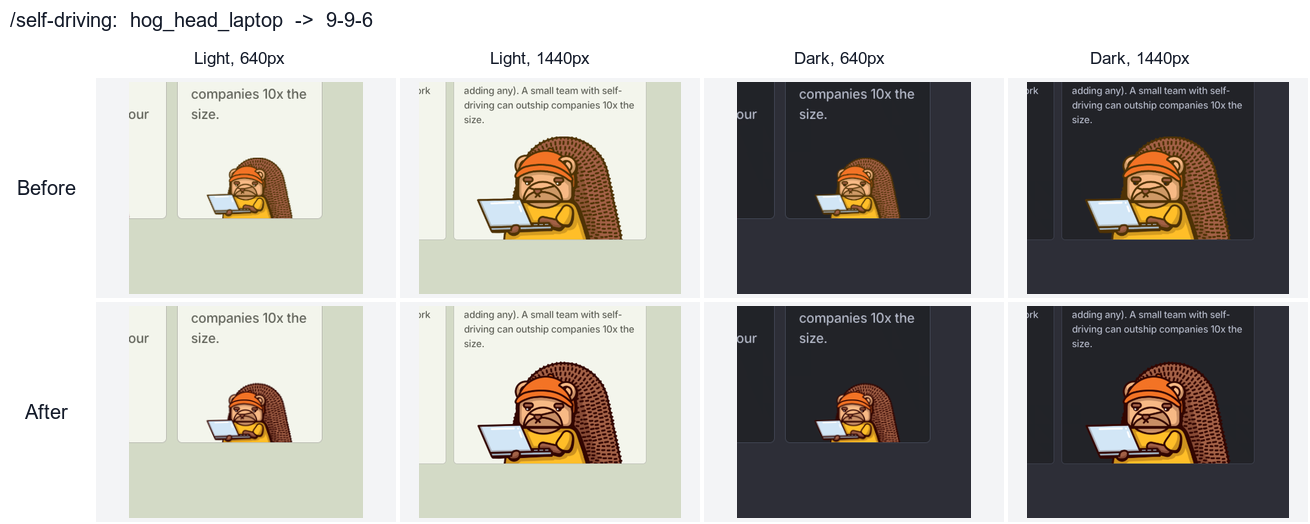 /self-driving: hog_head_laptop -> 9-9-6
Light, 640px
Light, 1440px
Dark, 640px
Dark, 1440px
Before
our
companies 10x the
size.
ork
adding any). A small team with self-
driving can outship companies 10x the
size.
our
companies 10x the
size.
ork
adding any). A small team with self-
driving can outship companies 10x the
size.
After
our
companies 10x the
size.
ork
adding any). A small team with self-
driving can outship companies 10x the
size.
our
companies 10x the
size.
ork
adding any). A small team with self-
driving can outship companies 10x the
size.